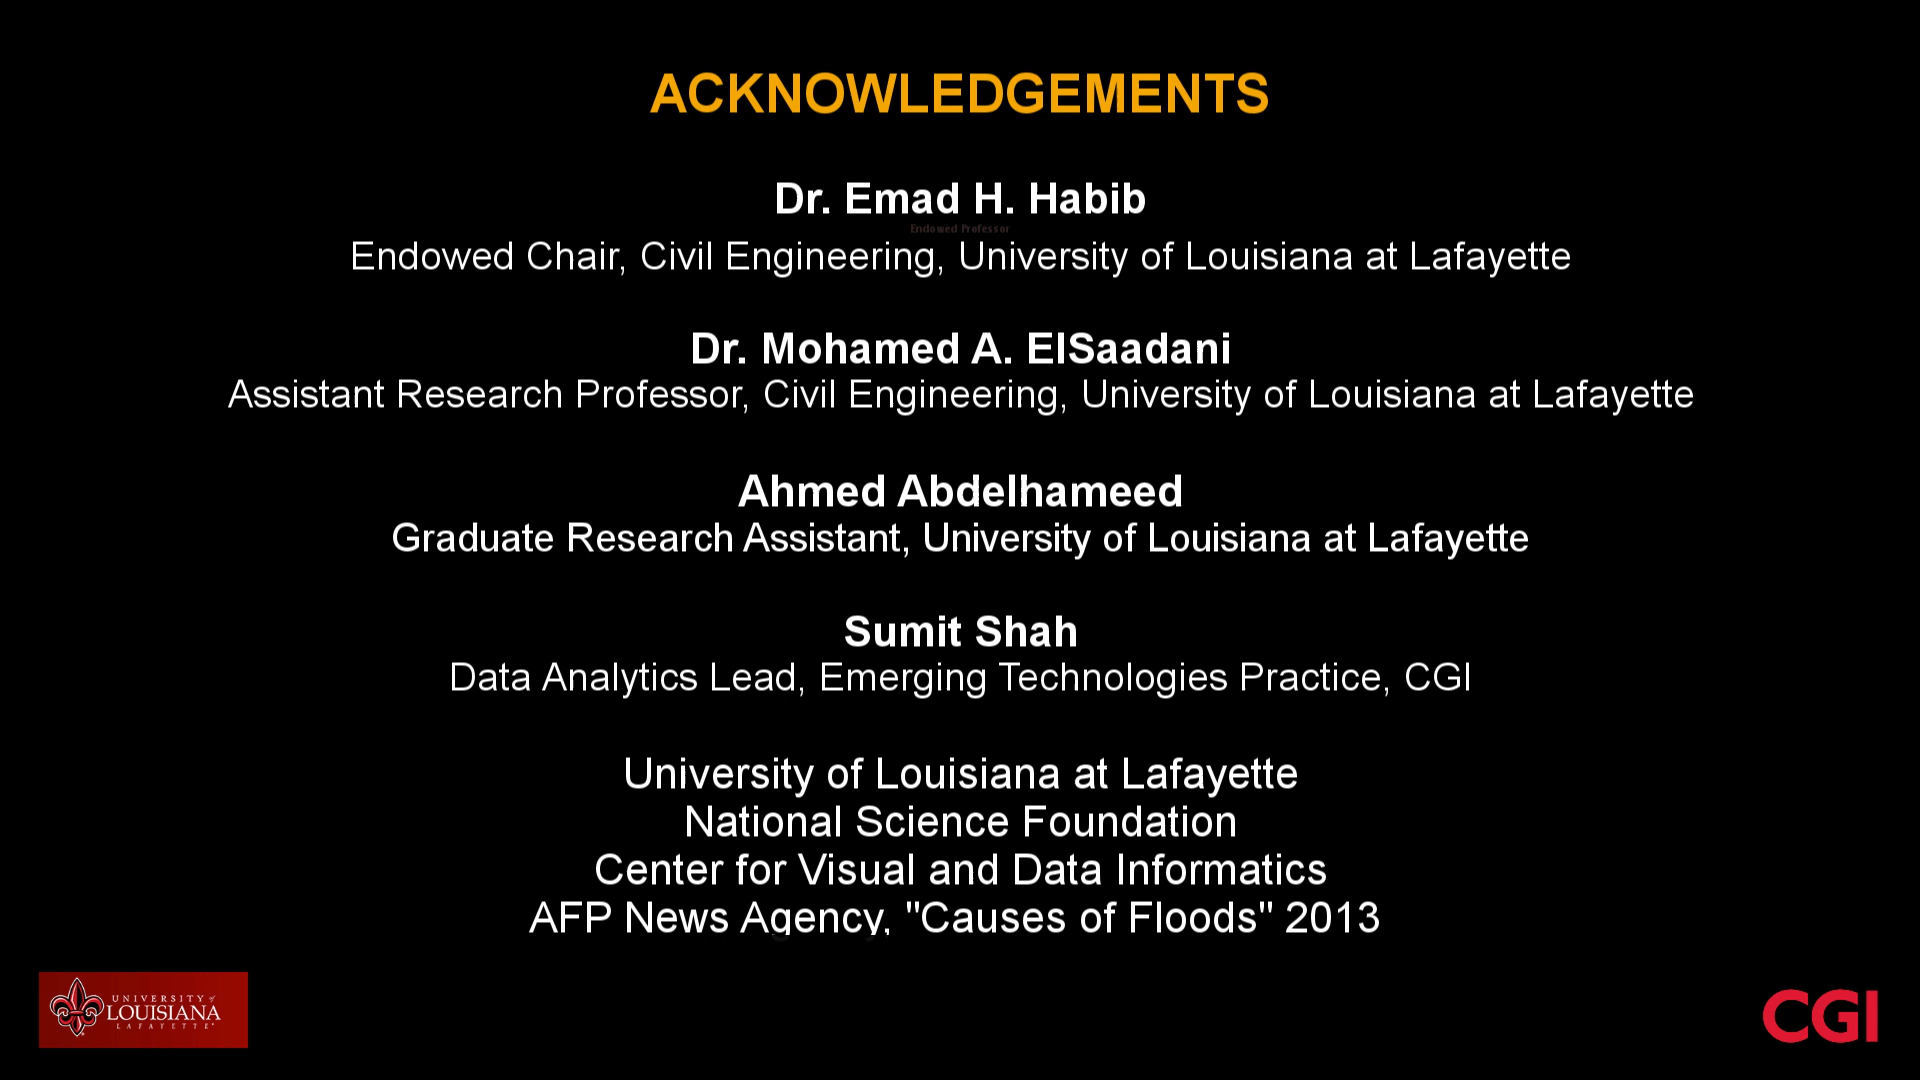 ACKNOWLEDGEMENTS
Dr. Emad H. Habib
Endowed Professor
Endowed Chair, Civil Engineering, University of Louisiana at Lafayette
Dr. Mohamed A. ElSaadani
Assistant Research Professor, Civil Engineering, University of Louisiana at Lafayette
Ahmed Abdelhameed
Graduate Research Assistant, University of Louisiana at Lafayette
Sumit Shah
Data Analytics Lead, Emerging Technologies Practice, CGI
University of Louisiana at Lafayette
National Science Foundation
Center for Visual and Data Informatics
AFP News Agency, "Causes of Floods" 2013
UNIVERSITY of
LOUISIANA
LAFAYETTE
CGI